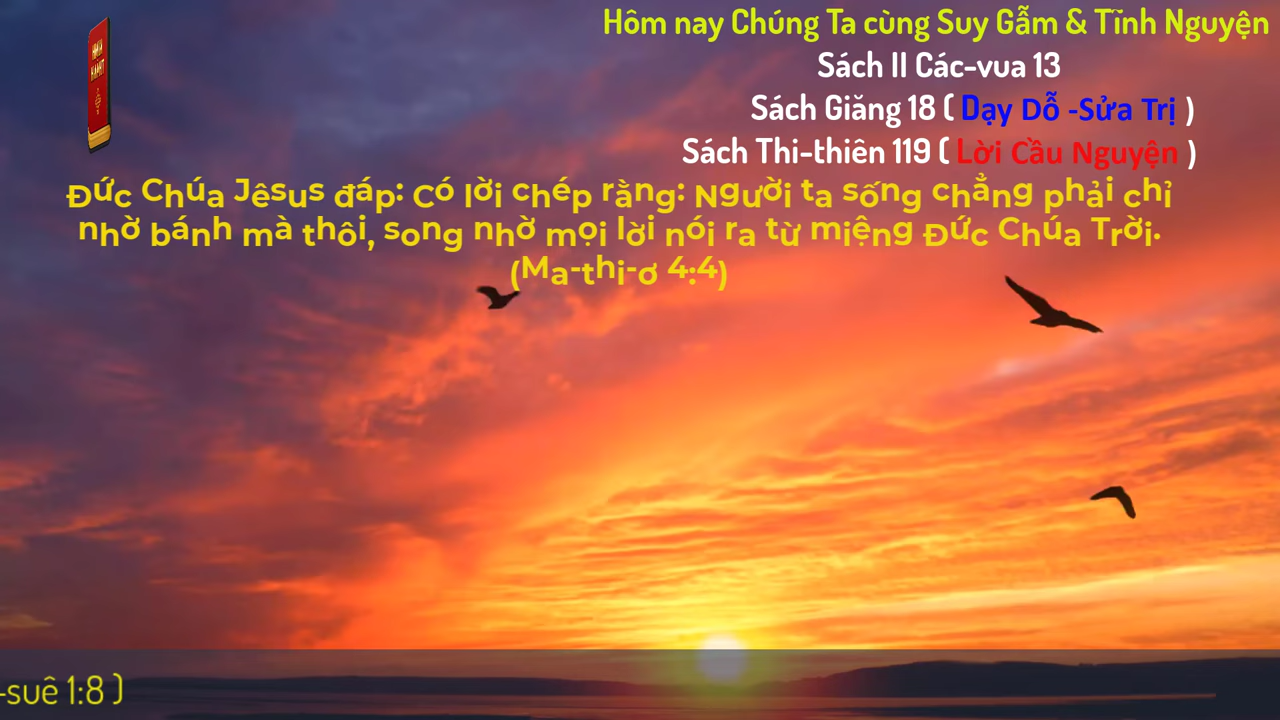 Hôm nay Chúng Ta cùng Suy Gẫm & Tĩnh Nguyện
Sách II Các-vua 13
Sách Giăng 18 ( Dạy Dỗ -Sửa Trị )
Sách Thi-thiên 119 ( Lời Cầu Nguyện )
Đức Chúa Jêsus đáp: Có lời chép rằng: Người ta sống chẳng phải chỉ
nhờ bánh mà thôi, song nhờ mọi lời nói ra từ miệng Đức Chúa Trời.
(Ma-thi-ơ 4:4)
-suê 1:8 )